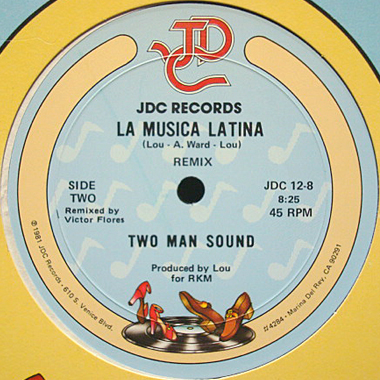 JDC
JDC RECORDS
LA MUSICA LATINA
(Lou - A. Ward - Lou)
REMIX
SIDE
TWO
Remixed by
Victor Flores
JDC 12-8
8:25
45 RPM
TWO MAN SOUND
Produced by Lou
for RKM
℗1981 JDC Records • 610 S. Venice Blvd.
#4284 • Marina Del Rey, CA 90291